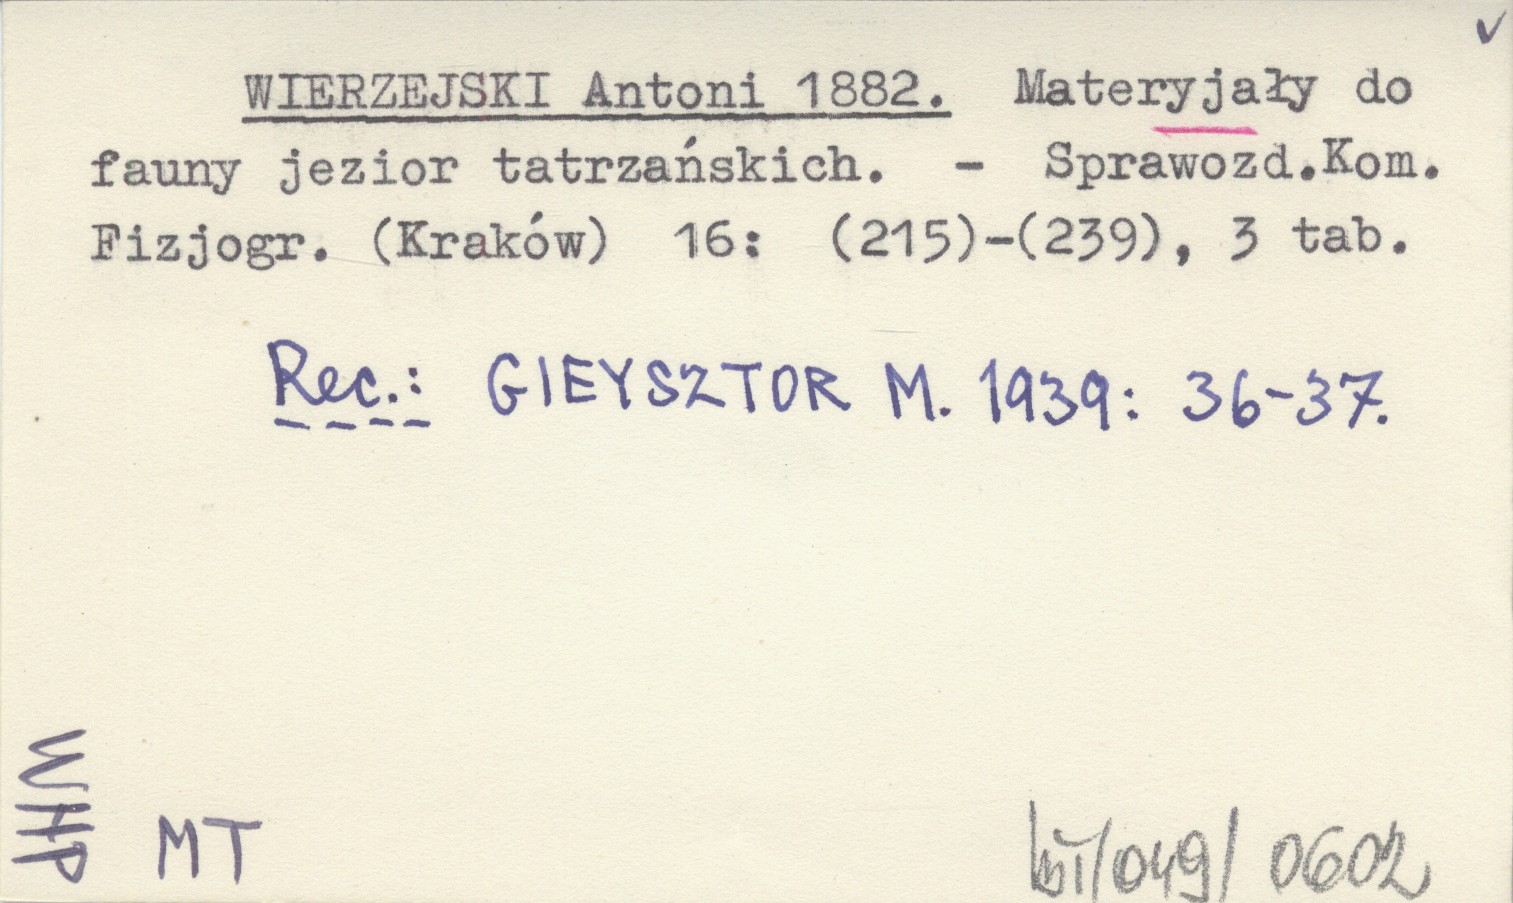 ✓
WIERZEJSKI Antoni 1882. Materyjały do
fauny jezior tatrzańskich. - Sprawozd.Kom.
Fizjogr. (Kraków) 16: (215)-(239), 3 tab.
Rec.: GIEYSZTOR M. 1939: 36-37.
WHP
MT
/049/ 0602